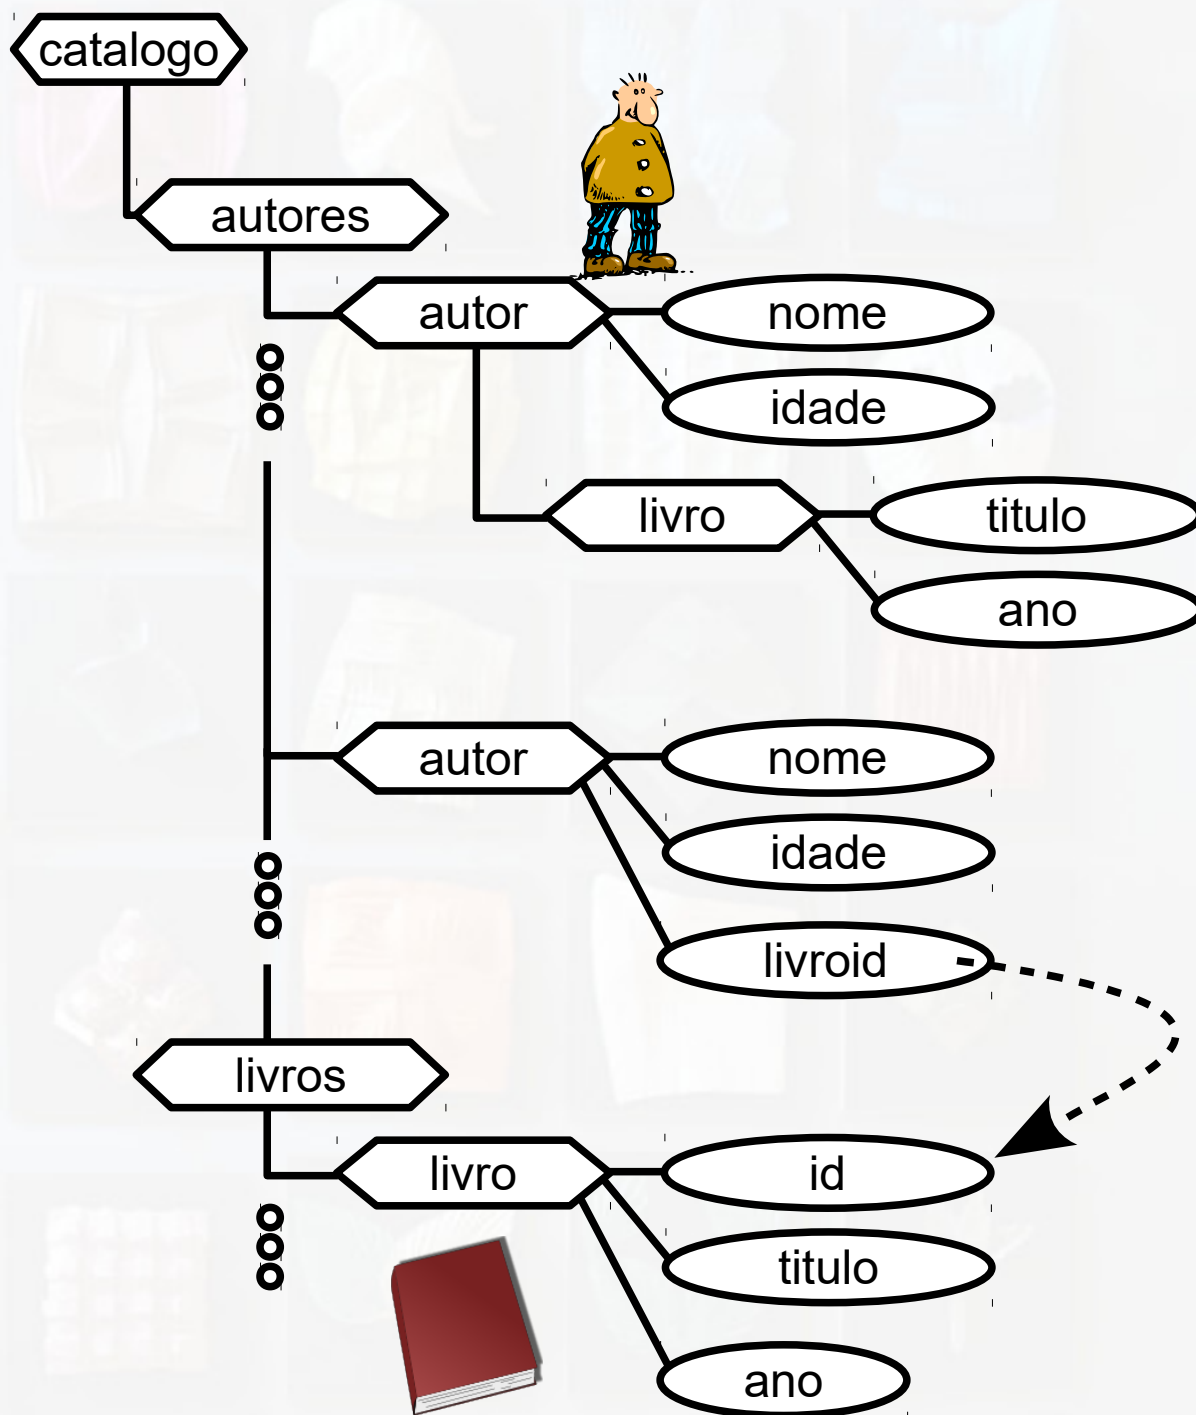 catalogo
autores
autor
nome
idade
livro
titulo
ano
autor
nome
idade
livroid
livros
livro
id
titulo
ano